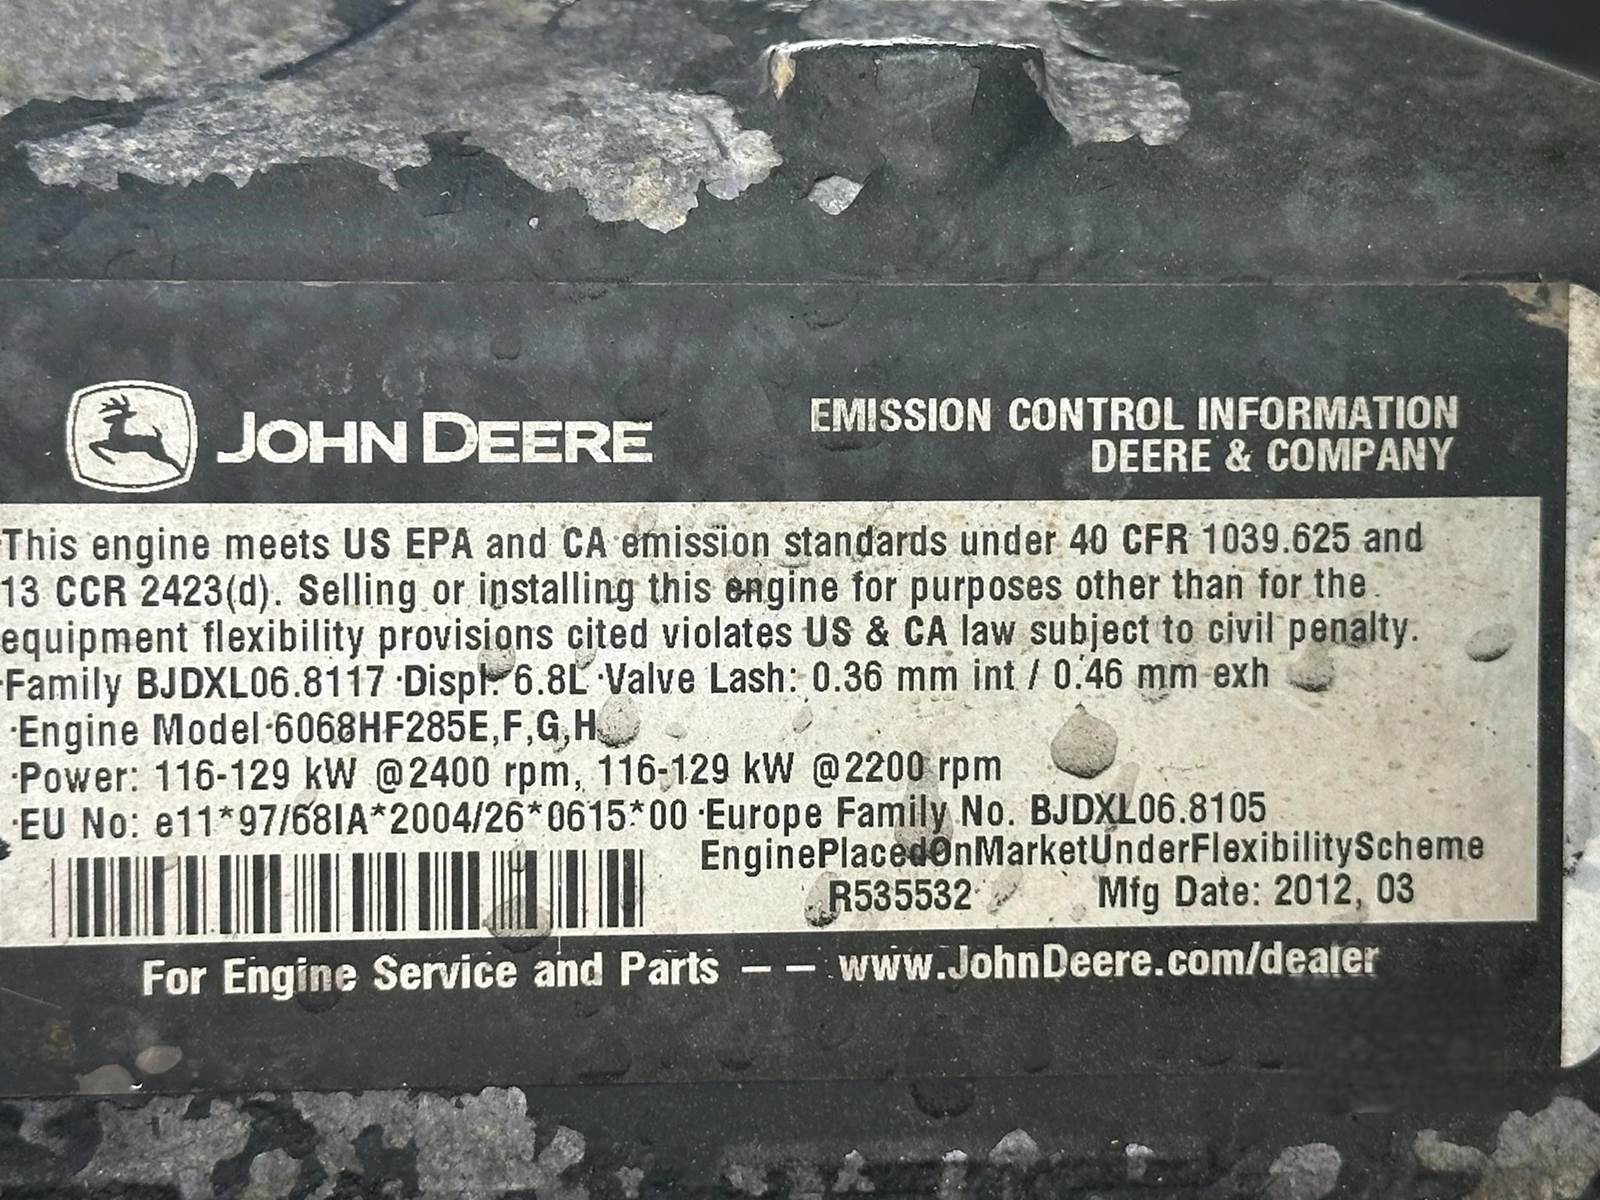 JOHN DEERE
EMISSION CONTROL INFORMATION
DEERE & COMPANY
This engine meets US EPA and CA emission standards under 40 CFR 1039.625 and
13 CCR 2423(d). Selling or installing this engine for purposes other than for the
equipment flexibility provisions cited violates US & CA law subject to civil penalty.
·Family BJDXL06.8117 ·Displ: 6.8L ·Valve Lash: 0.36 mm int / 0.46 mm exh
·Engine Model 6068HF285E,F,G,H
·Power: 116-129 kW @2400 rpm, 116-129 kW @2200 rpm
·EU No: e11*97/68IA*2004/26*0615*00 ·Europe Family No. BJDXL06.8105
EnginePlacedOnMarketUnderFlexibilityScheme
R535532 Mfg Date: 2012, 03
For Engine Service and Parts – – www.JohnDeere.com/dealer